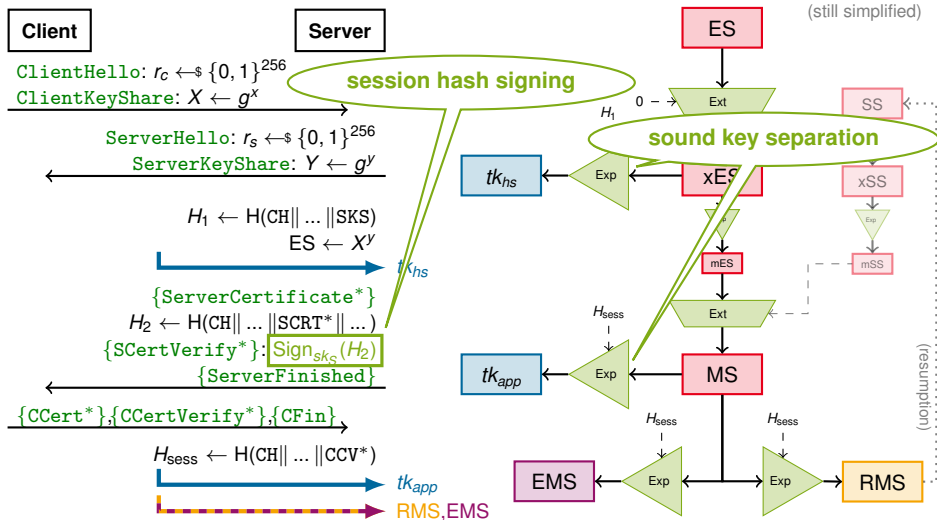 Client
Server
ClientHello: r_c ←$ {0, 1}^256
ClientKeyShare: X ← g^x
ServerHello: r_s ←$ {0, 1}^256
ServerKeyShare: Y ← g^y
H_1 ← H(CH‖ ... ‖SKS)
ES ← X^y
tk_hs
{ServerCertificate*}
H_2 ← H(CH‖ ... ‖SCRT*‖ ...)
{SCertVerify*}: Sign_{sk_S}(H_2)
{ServerFinished}
{CCert*},{CCertVerify*},{CFin}
H_sess ← H(CH‖ ... ‖CCV*)
tk_app
RMS,EMS
session hash signing
sound key separation
(still simplified)
ES
0
Ext
H_1
SS
tk_hs
Exp
xES
xSS
Exp
mES
mSS
Ext
H_sess
tk_app
Exp
MS
(resumption)
H_sess
H_sess
EMS
Exp
Exp
RMS